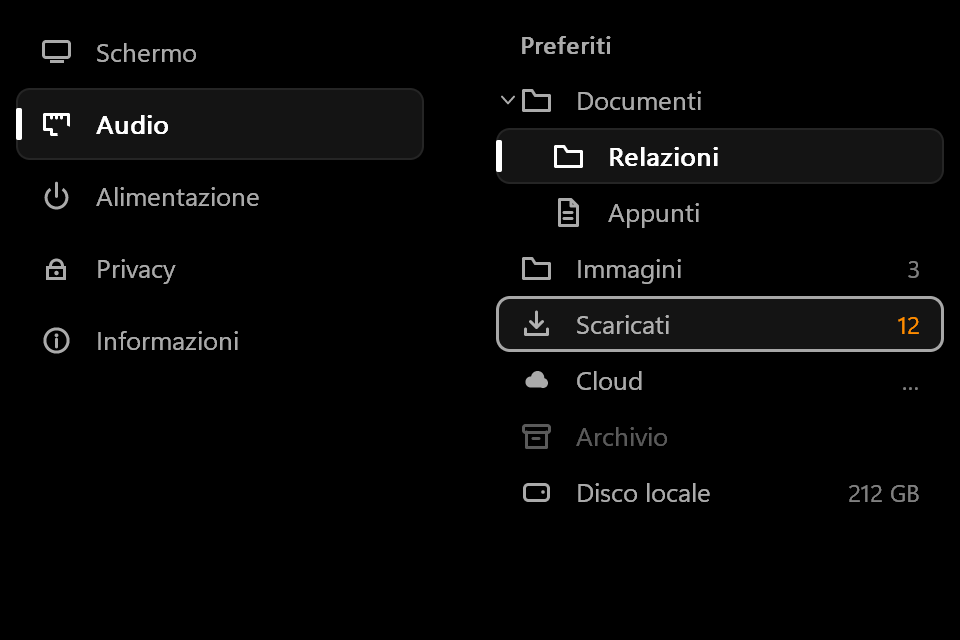 Schermo
Audio
Alimentazione
Privacy
Informazioni
Preferiti
Documenti
Relazioni
Appunti
Immagini 3
Scaricati 12
Cloud ...
Archivio
Disco locale 212 GB